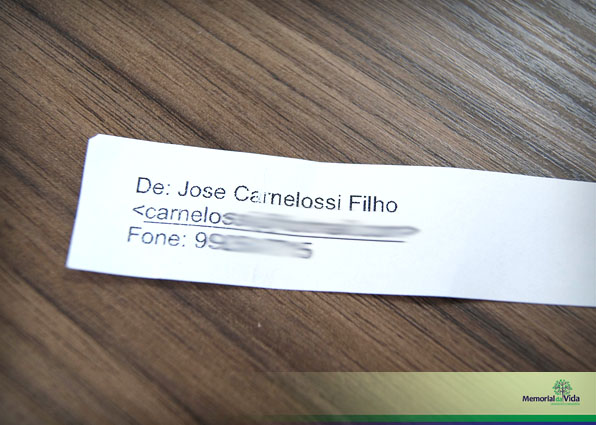 De: Jose Carnelossi Filho
<carnelos
Fone: 99
Memorial da Vida